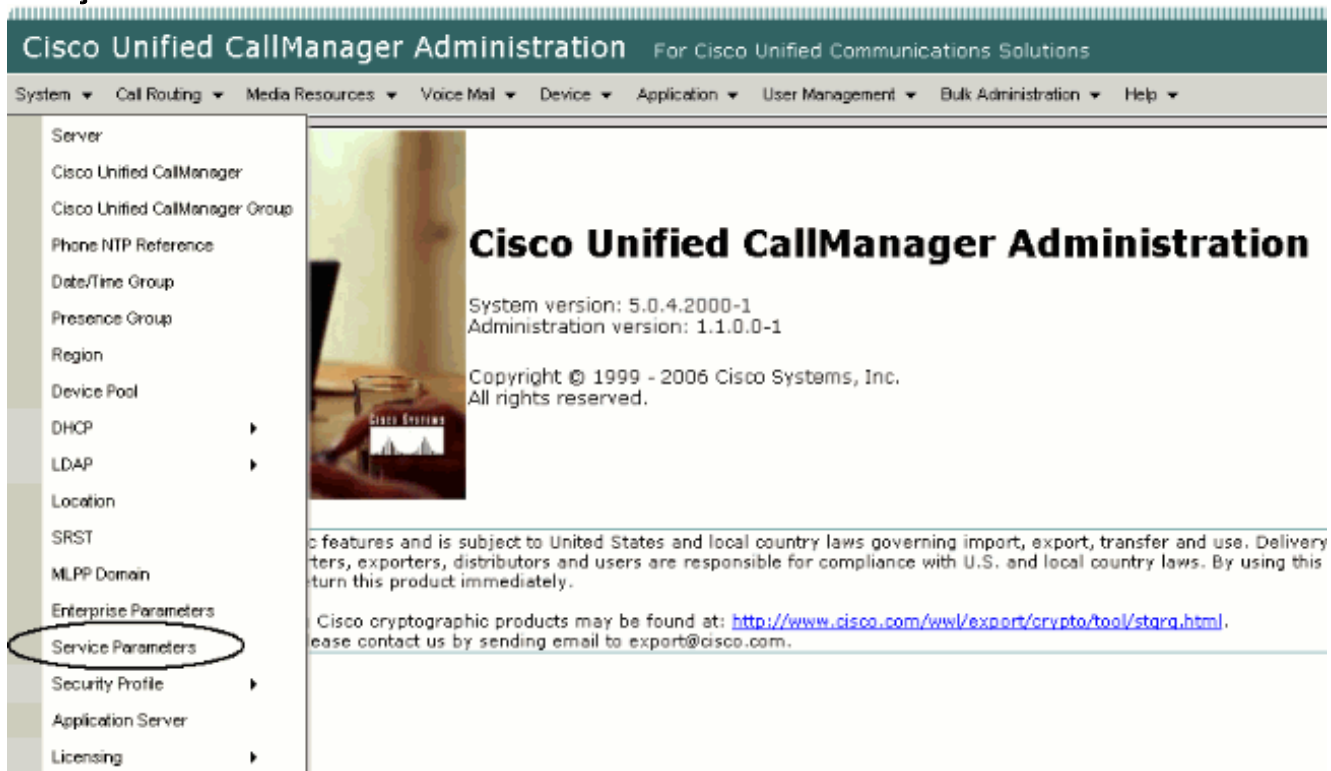 Cisco Unified CallManager Administration For Cisco Unified Communications Solutions
System Call Routing Media Resources Voice Mail Device Application User Management Bulk Administration Help
Server
Cisco Unified CallManager
Cisco Unified CallManager Group
Phone NTP Reference
Date/Time Group
Presence Group
Region
Device Pool
DHCP
LDAP
Location
SRST
MLPP Domain
Enterprise Parameters
Service Parameters
Security Profile
Application Server
Licensing
Cisco Systems
Cisco Unified CallManager Administration
System version: 5.0.4.2000-1
Administration version: 1.1.0.0-1
Copyright © 1999 - 2006 Cisco Systems, Inc.
All rights reserved.
c features and is subject to United States and local country laws governing import, export, transfer and use. Delivery
rters, exporters, distributors and users are responsible for compliance with U.S. and local country laws. By using this
turn this product immediately.
Cisco cryptographic products may be found at: http://www.cisco.com/wwl/export/crypto/tool/stqrg.html.
ease contact us by sending email to export@cisco.com.